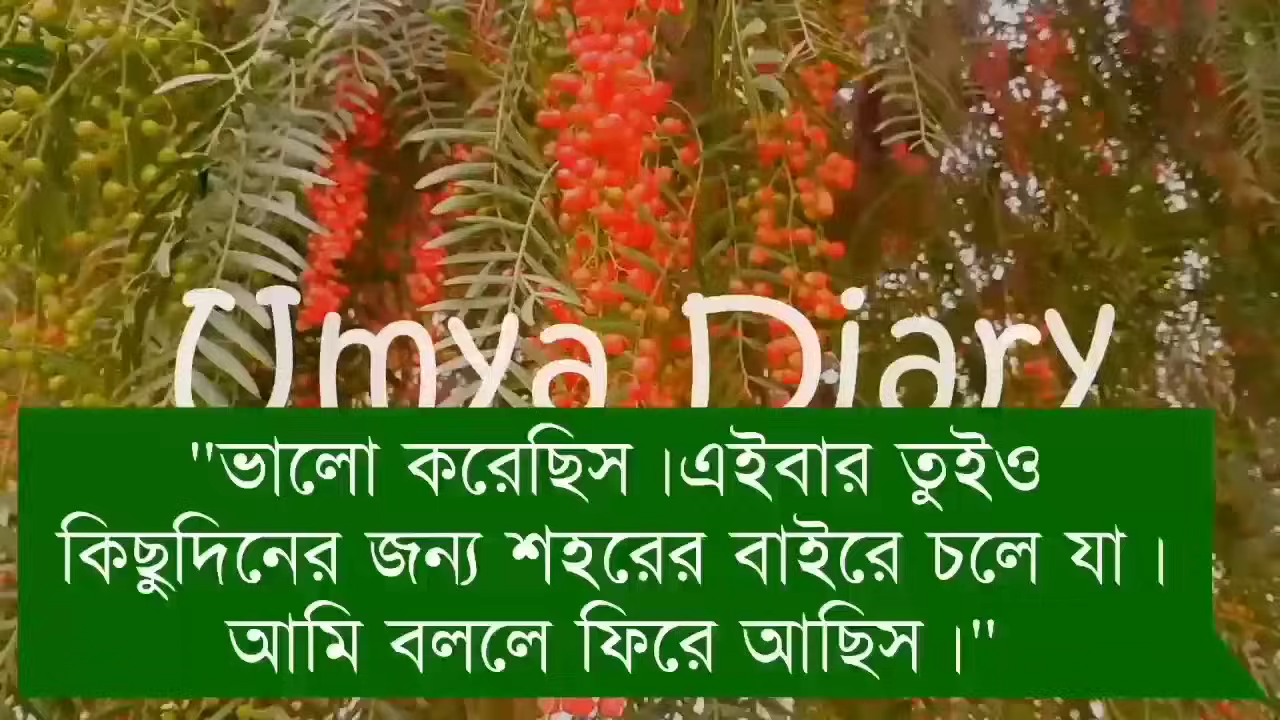 Umya Diary
"ভালো করেছিস ।এইবার তুইও
কিছুদিনের জন্য শহরের বাইরে চলে যা ।
আমি বললে ফিরে আছিস ।"